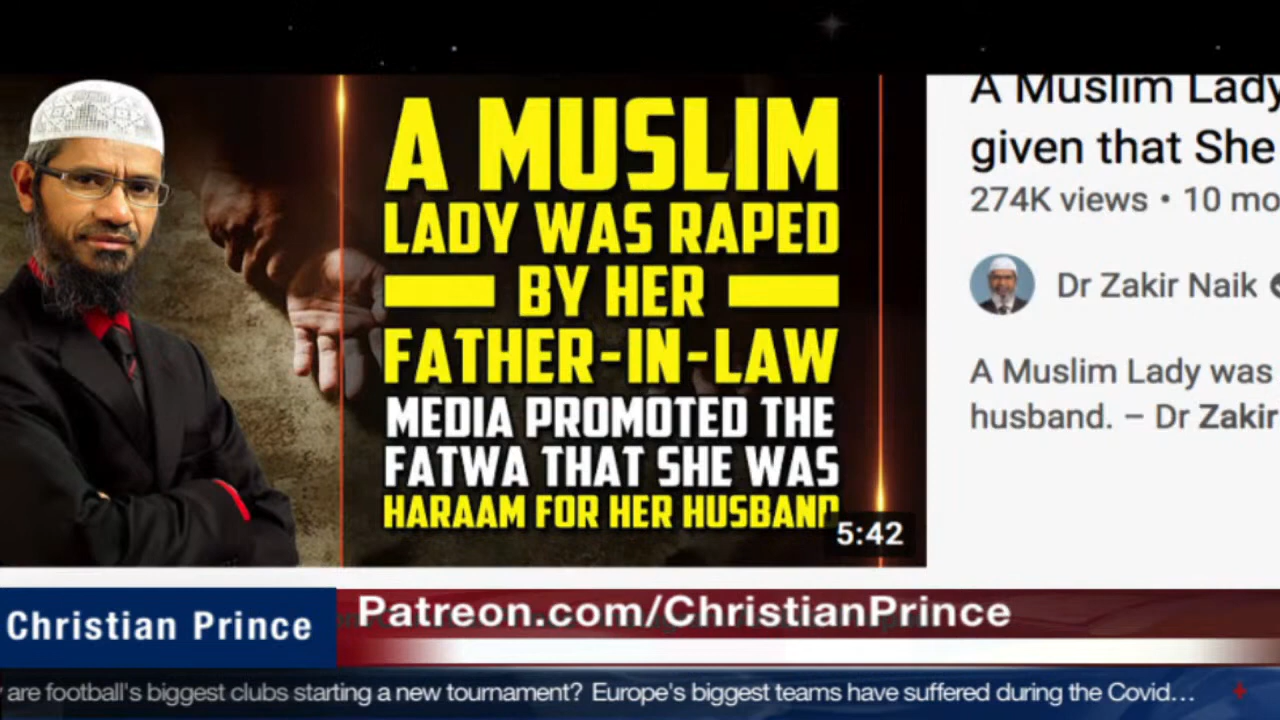 A MUSLIM
LADY WAS RAPED
BY HER
FATHER-IN-LAW
MEDIA PROMOTED THE
FATWA THAT SHE WAS
HARAAM FOR HER HUSBAND
5:42
A Muslim Lady
given that She
274K views • 10 mo
Dr Zakir Naik
A Muslim Lady was
husband. – Dr Zakir
Christian Prince
Patreon.com/ChristianPrince
are football's biggest clubs starting a new tournament? Europe's biggest teams have suffered during the Covid...